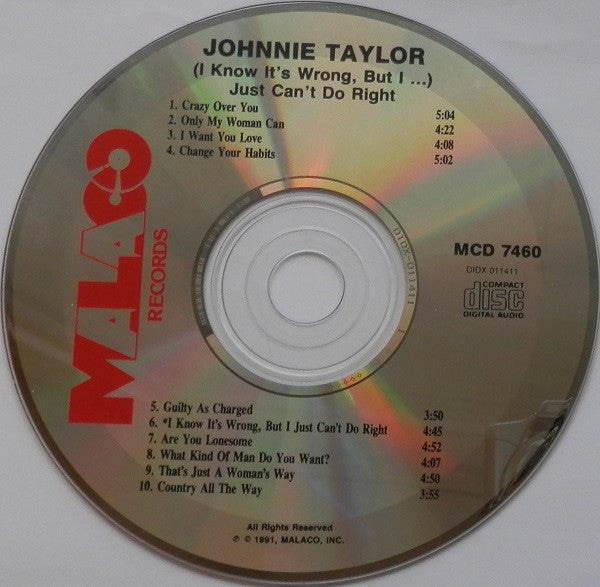 JOHNNIE TAYLOR
(I Know It's Wrong, But I ...)
Just Can't Do Right
1. Crazy Over You 5:04
2. Only My Woman Can 4:22
3. I Want You Love 4:08
4. Change Your Habits 5:02
MALACO
RECORDS
DIDX-011411 1
MCD 7460
DIDX 011411
COMPACT
disc
DIGITAL AUDIO
5. Guilty As Charged 3:50
6. *I Know It's Wrong, But I Just Can't Do Right 4:45
7. Are You Lonesome 4:52
8. What Kind Of Man Do You Want? 4:07
9. That's Just A Woman's Way 4:50
10. Country All The Way 3:55
All Rights Reserved
℗ © 1991, MALACO, INC.